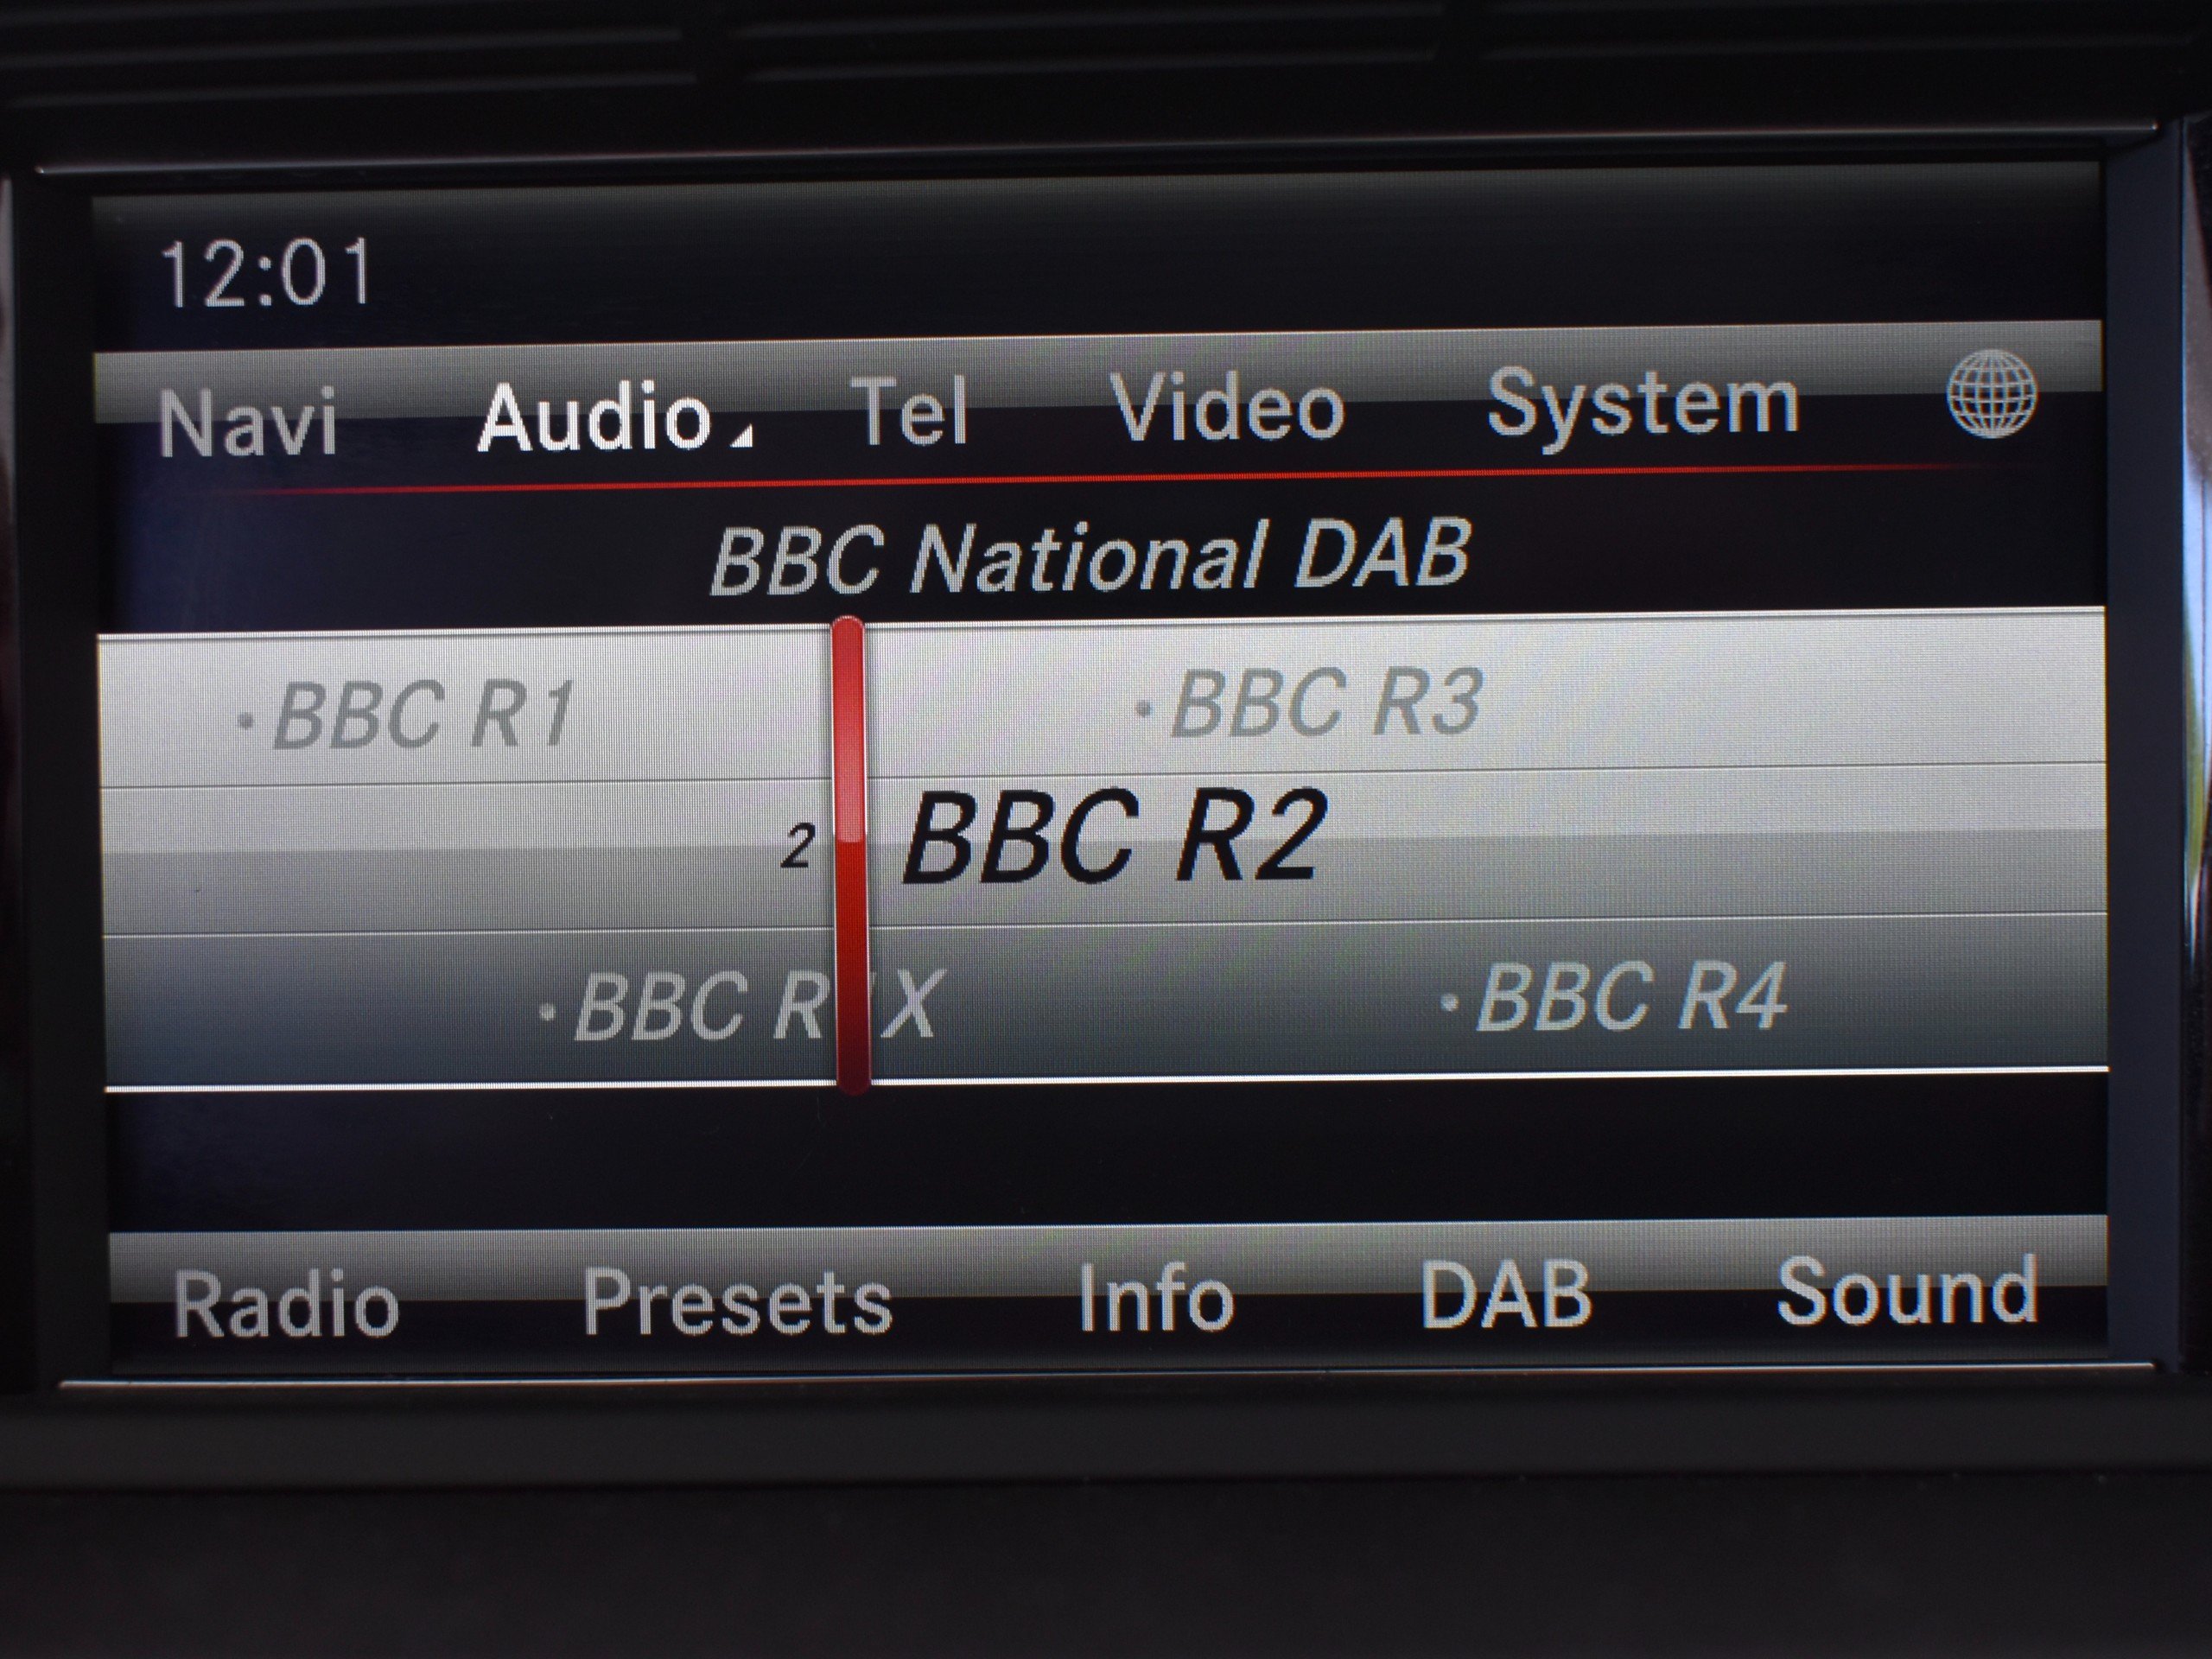 12:01
Navi Audio Tel Video System
BBC National DAB
BBC R1 BBC R3
2 BBC R2
BBC R X BBC R4
Radio Presets Info DAB Sound